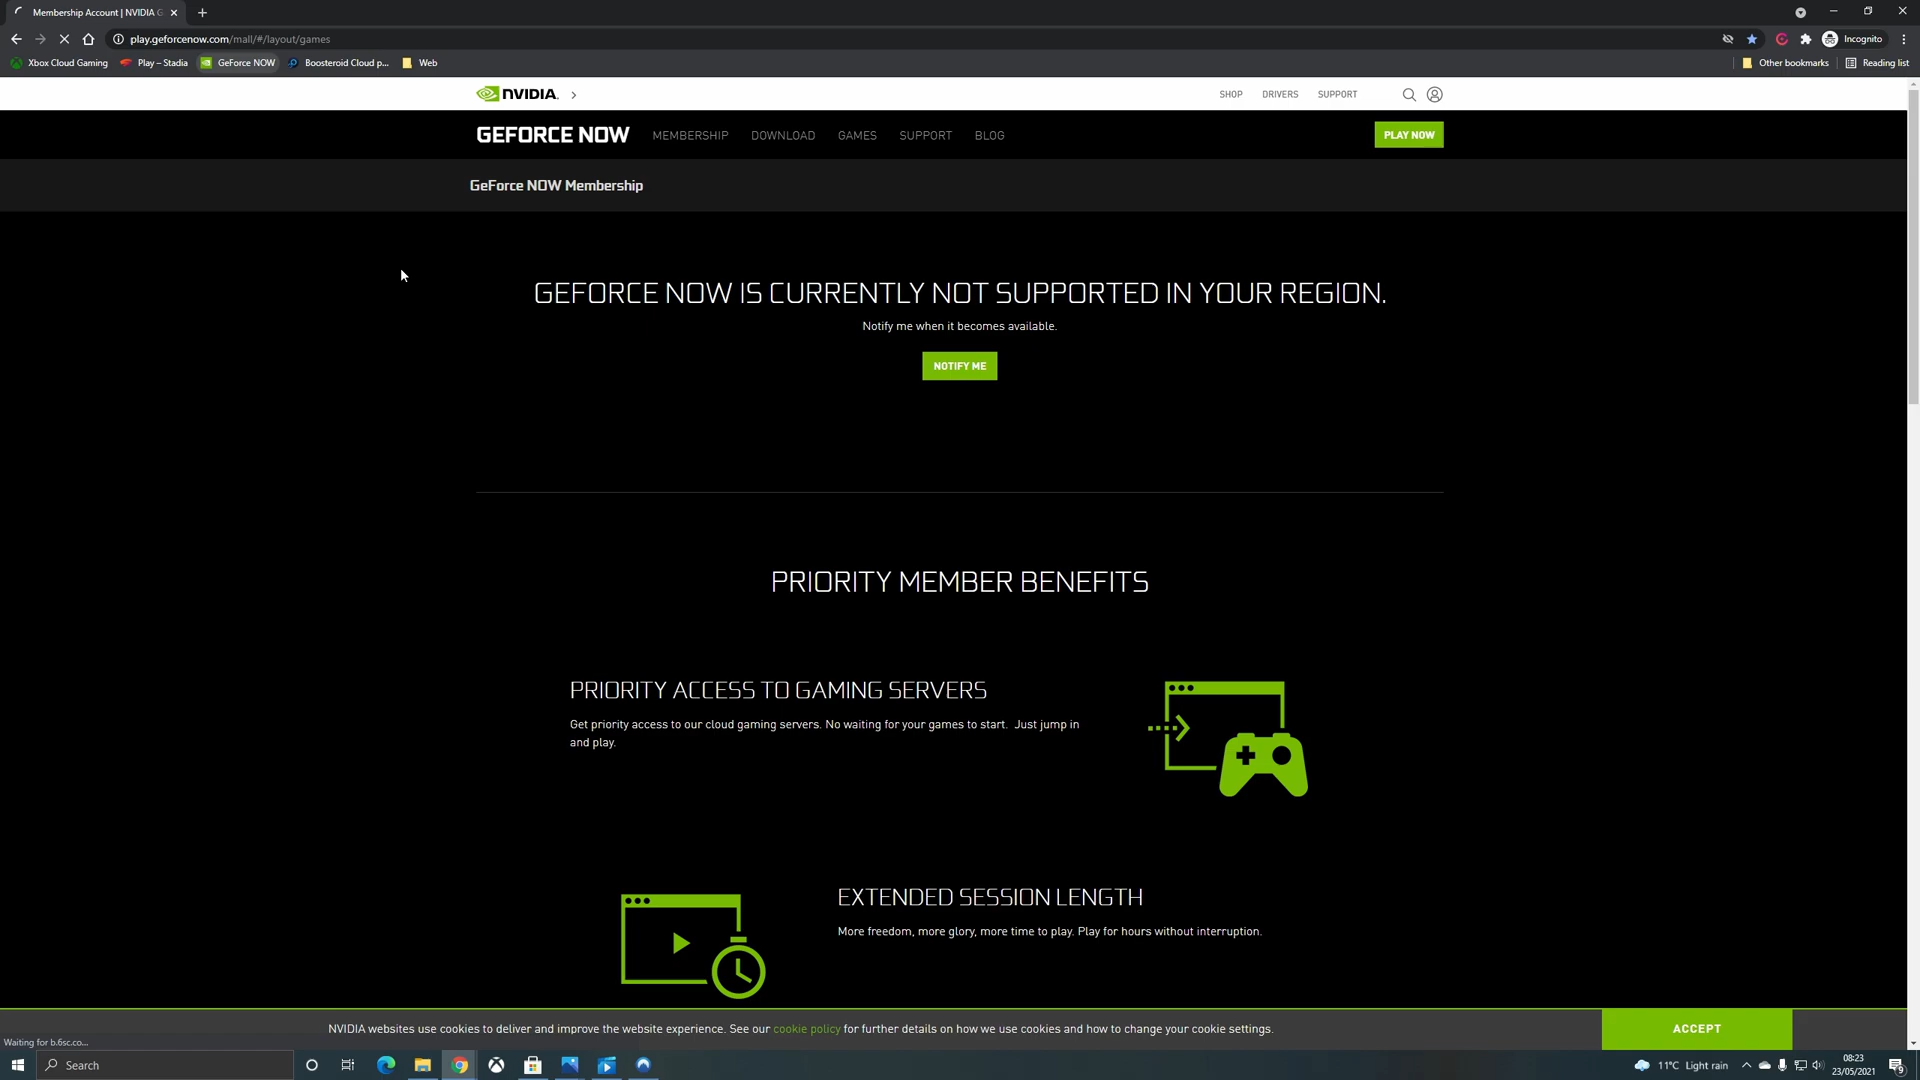 Membership Account | NVIDIA G
play.geforcenow.com/mall/#/layout/games
Incognito
Xbox Cloud Gaming
Play – Stadia
GeForce NOW
Boosteroid Cloud p...
Web
Other bookmarks
Reading list
NVIDIA.
SHOP
DRIVERS
SUPPORT
GEFORCE NOW
MEMBERSHIP
DOWNLOAD
GAMES
SUPPORT
BLOG
PLAY NOW
GeForce NOW Membership
GEFORCE NOW IS CURRENTLY NOT SUPPORTED IN YOUR REGION.
Notify me when it becomes available.
NOTIFY ME
PRIORITY MEMBER BENEFITS
PRIORITY ACCESS TO GAMING SERVERS
Get priority access to our cloud gaming servers. No waiting for your games to start. Just jump in
and play.
EXTENDED SESSION LENGTH
More freedom, more glory, more time to play. Play for hours without interruption.
NVIDIA websites use cookies to deliver and improve the website experience. See our cookie policy for further details on how we use cookies and how to change your cookie settings.
ACCEPT
Waiting for b.6sc.co...
Search
11°C Light rain
08:23
23/05/2021